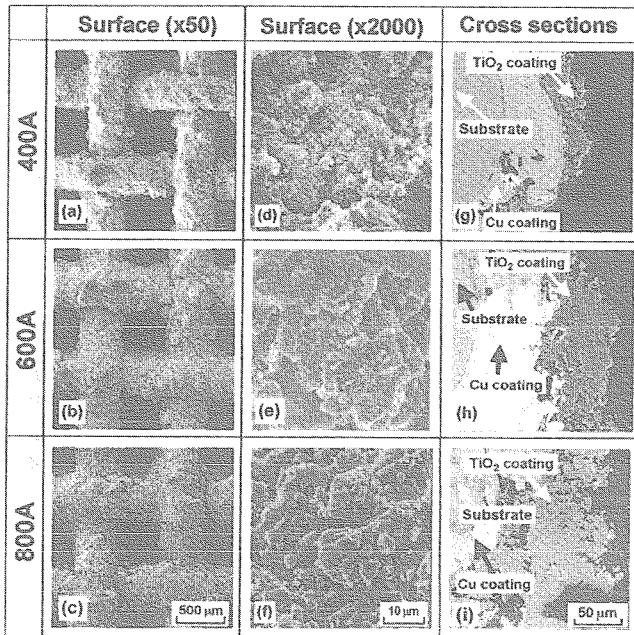 Surface (x50) Surface (x2000) Cross sections
400A
(a)
(d)
TiO₂ coating
Substrate
(g)
Cu coating
600A
(b)
(e)
TiO₂ coating
Substrate
Cu coating
(h)
800A
(c)
500 µm
(f)
10 µm
TiO₂ coating
Substrate
Cu coating
(i)
50 µm